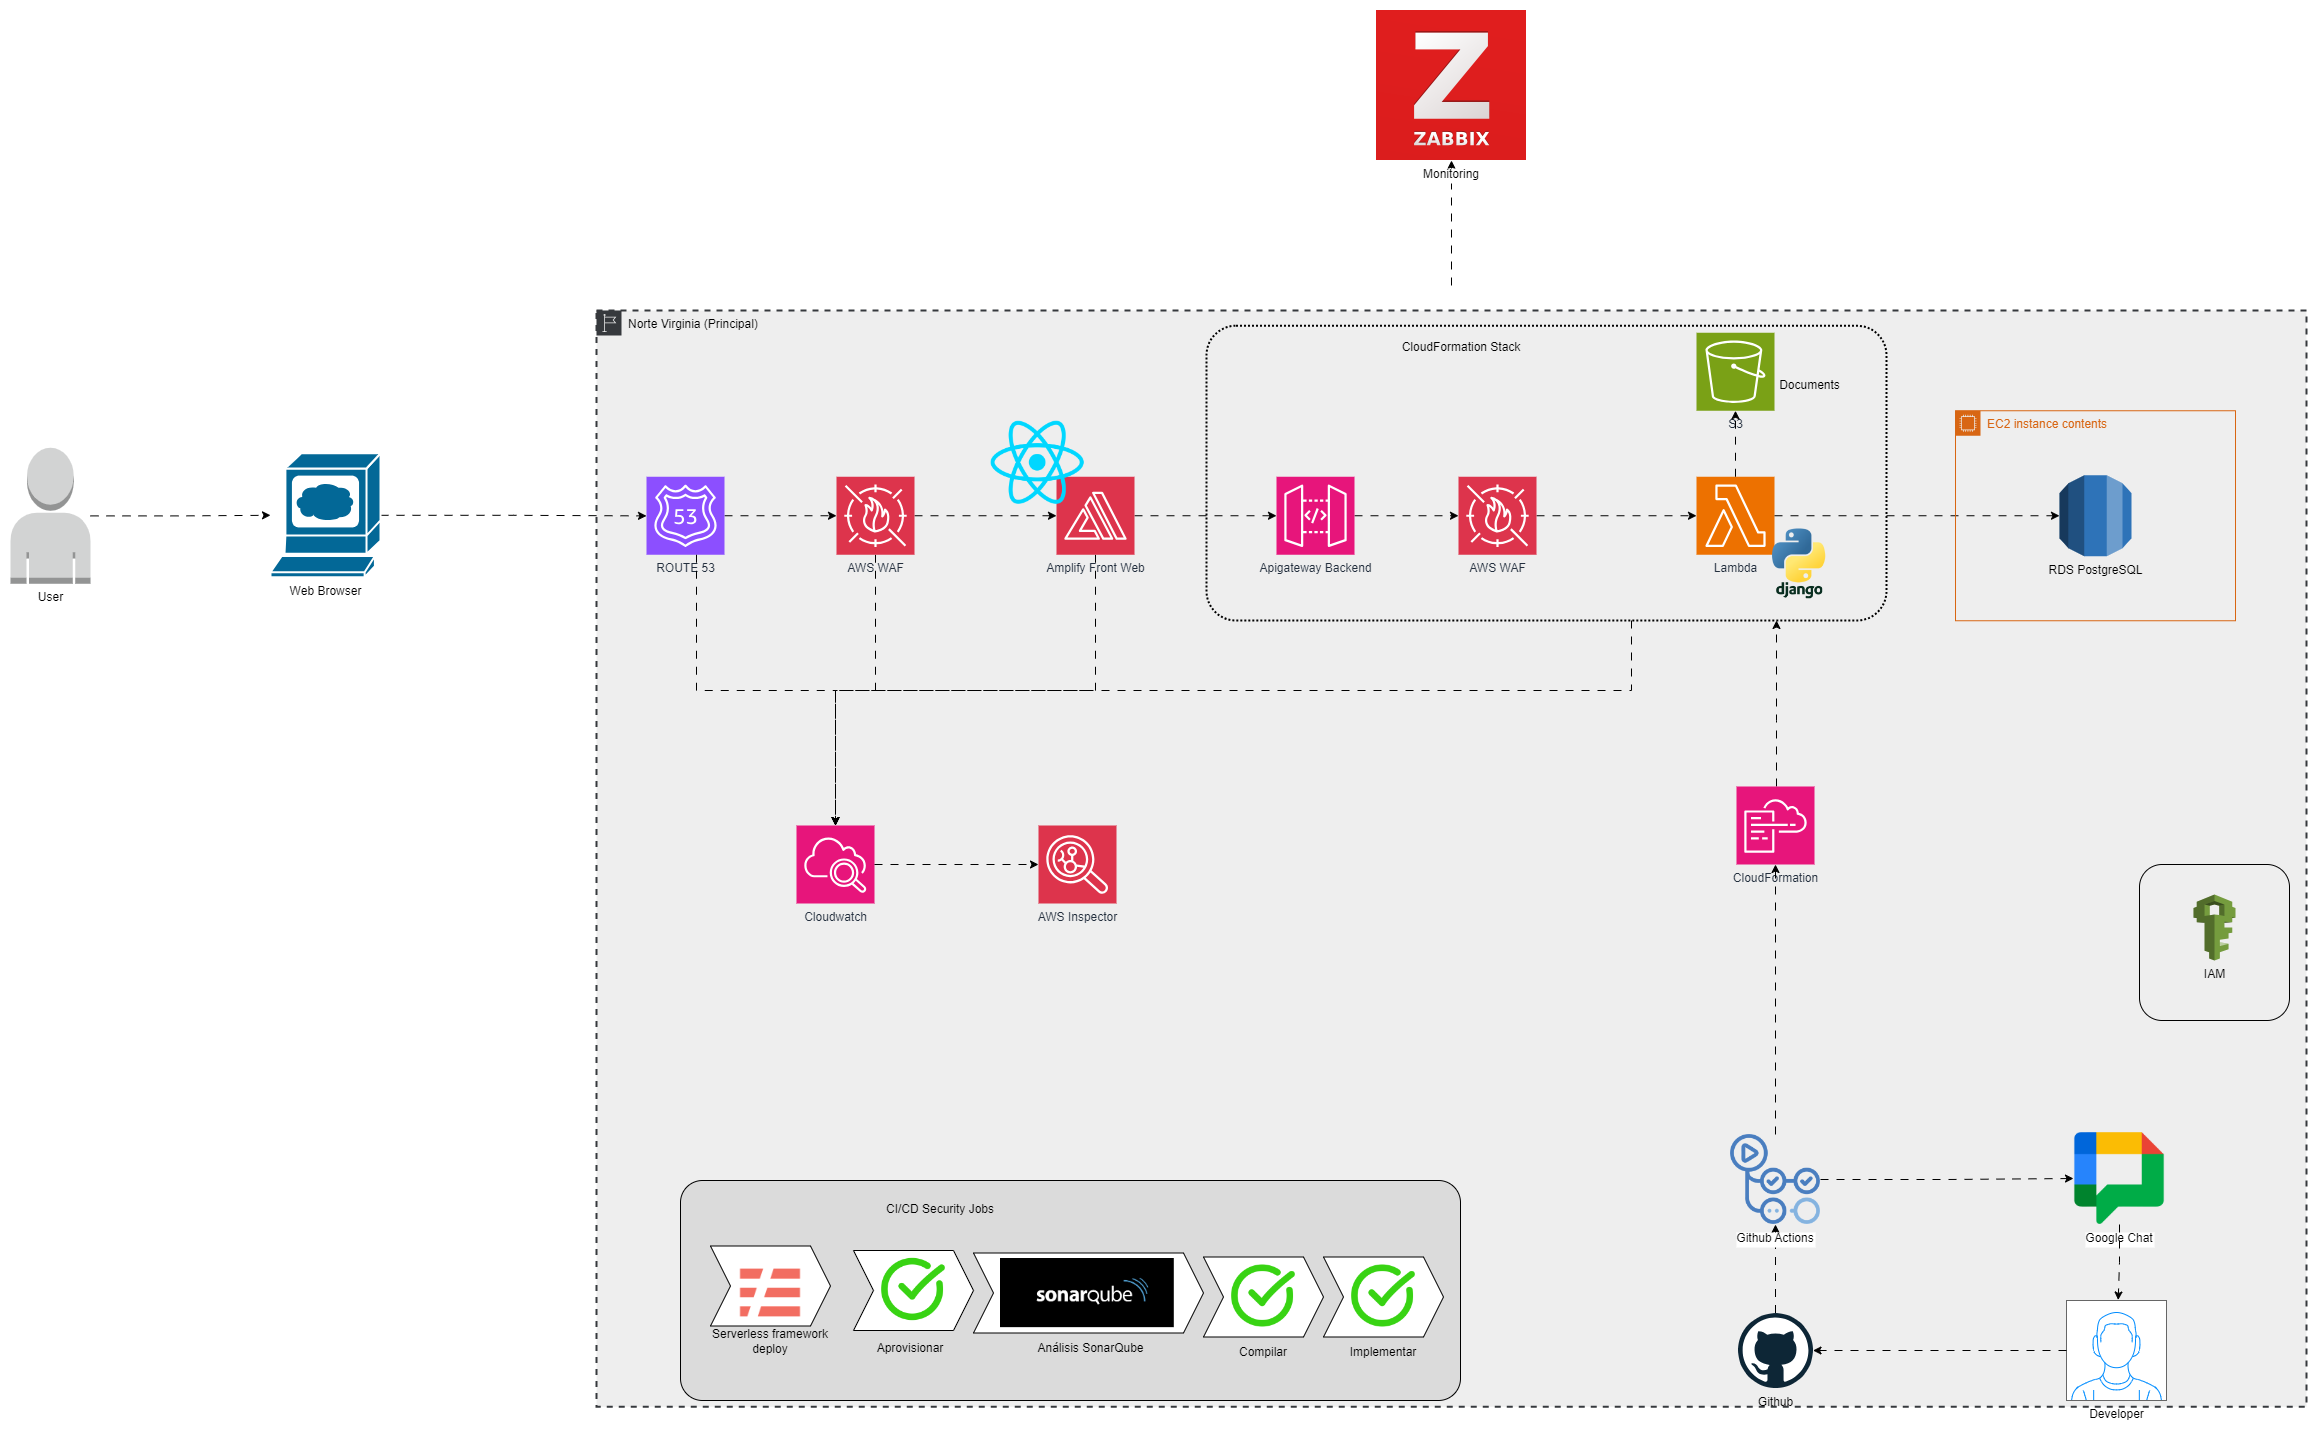 ZABBIX
Monitoring
Norte Virginia (Principal)
CloudFormation Stack
Documents
S3
EC2 instance contents
53
User
Web Browser
ROUTE 53
AWS WAF
Amplify Front Web
Apigateway Backend
AWS WAF
Lambda
django
RDS PostgreSQL
Cloudwatch
AWS Inspector
CloudFormation
IAM
CI/CD Security Jobs
Serverless framework
deploy
Aprovisionar
sonarqube
Análisis SonarQube
Compilar
Implementar
Github Actions
Google Chat
Github
Developer